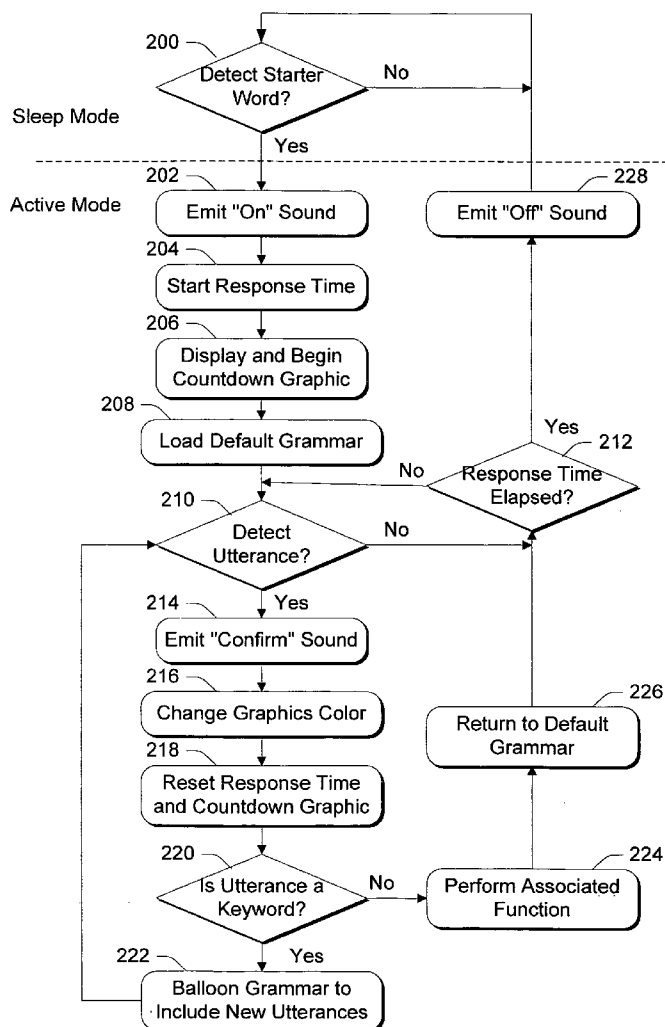 200
Detect Starter
Word?
No
Sleep Mode
Yes
Active Mode
202
Emit "On" Sound
228
Emit "Off" Sound
204
Start Response Time
206
Display and Begin
Countdown Graphic
208
Load Default Grammar
Yes
212
Response Time
Elapsed?
No
210
Detect
Utterance?
No
Yes
214
Emit "Confirm" Sound
216
Change Graphics Color
226
Return to Default
Grammar
218
Reset Response Time
and Countdown Graphic
220
Is Utterance a
Keyword?
No
224
Perform Associated
Function
Yes
222
Balloon Grammar to
Include New Utterances